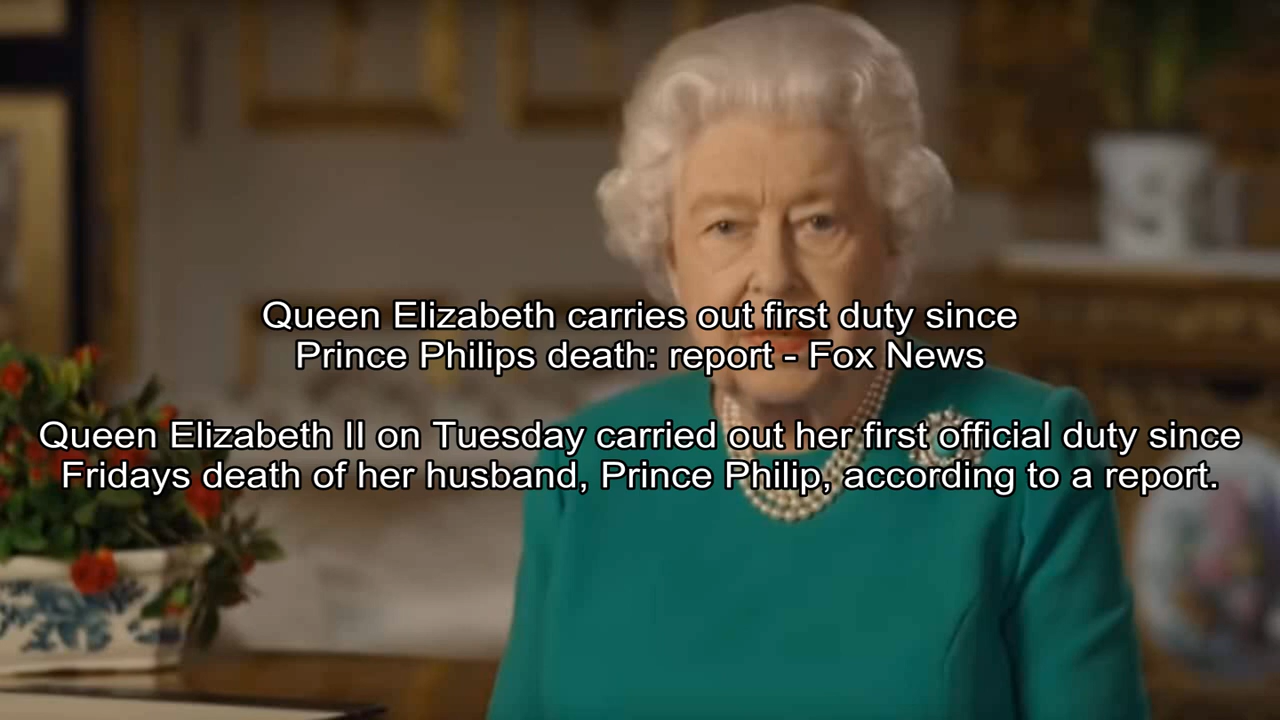 Queen Elizabeth carries out first duty since
Prince Philips death: report - Fox News
Queen Elizabeth II on Tuesday carried out her first official duty since
Fridays death of her husband, Prince Philip, according to a report.